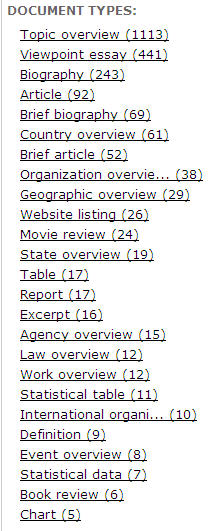 DOCUMENT TYPES:
Topic overview (1113)
Viewpoint essay (441)
Biography (243)
Article (92)
Brief biography (69)
Country overview (61)
Brief article (52)
Organization overvie... (38)
Geographic overview (29)
Website listing (26)
Movie review (24)
State overview (19)
Table (17)
Report (17)
Excerpt (16)
Agency overview (15)
Law overview (12)
Work overview (12)
Statistical table (11)
International organi... (10)
Definition (9)
Event overview (8)
Statistical data (7)
Book review (6)
Chart (5)